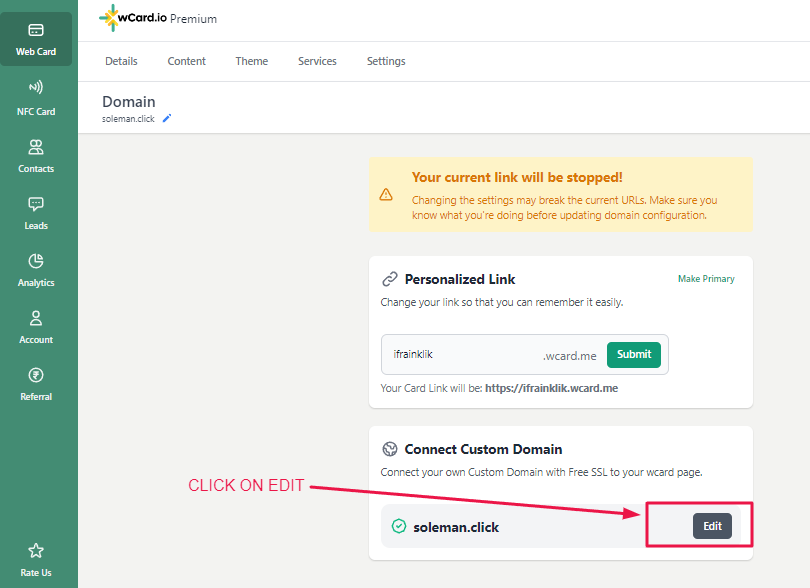 wCard.io Premium
Web Card
NFC Card
Contacts
Leads
Analytics
Account
Referral
Rate Us
Details Content Theme Services Settings
Domain
soleman.click
Your current link will be stopped!
Changing the settings may break the current URLs. Make sure you
know what you're doing before updating domain configuration.
Personalized Link Make Primary
Change your link so that you can remember it easily.
ifrainklik .wcard.me Submit
Your Card Link will be: https://ifrainklik.wcard.me
Connect Custom Domain
Connect your own Custom Domain with Free SSL to your wcard page.
CLICK ON EDIT
soleman.click Edit